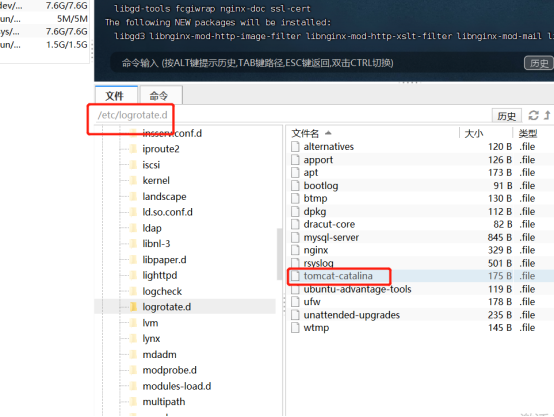 dev/... 7.6G/7.6G
run/... 5M/5M
sys/... 7.6G/7.6G
run/... 1.5G/1.5G
libgd-tools fcgiwrap nginx-doc ssl-cert
The following NEW packages will be installed:
libgd3 libnginx-mod-http-image-filter libnginx-mod-http-xslt-filter libnginx-mod-mail
命令输入 (按ALT键提示历史,TAB键路径,ESC键返回,双击CTRL切换) 历史
文件 命令
/etc/logrotate.d 历史
insserv.conf.d
iproute2
iscsi
kernel
landscape
ld.so.conf.d
ldap
libnl-3
libpaper.d
lighttpd
logcheck
logrotate.d
lvm
lynx
mdadm
modprobe.d
modules-load.d
multipath
文件名 大小 类型
alternatives 120 B .file
apport 126 B .file
apt 173 B .file
bootlog 91 B .file
btmp 130 B .file
dpkg 112 B .file
dracut-core 82 B .file
mysql-server 845 B .file
nginx 329 B .file
rsyslog 501 B .file
tomcat-catalina 175 B .file
ubuntu-advantage-tools 119 B .file
ufw 178 B .file
unattended-upgrades 235 B .file
wtmp 145 B .file